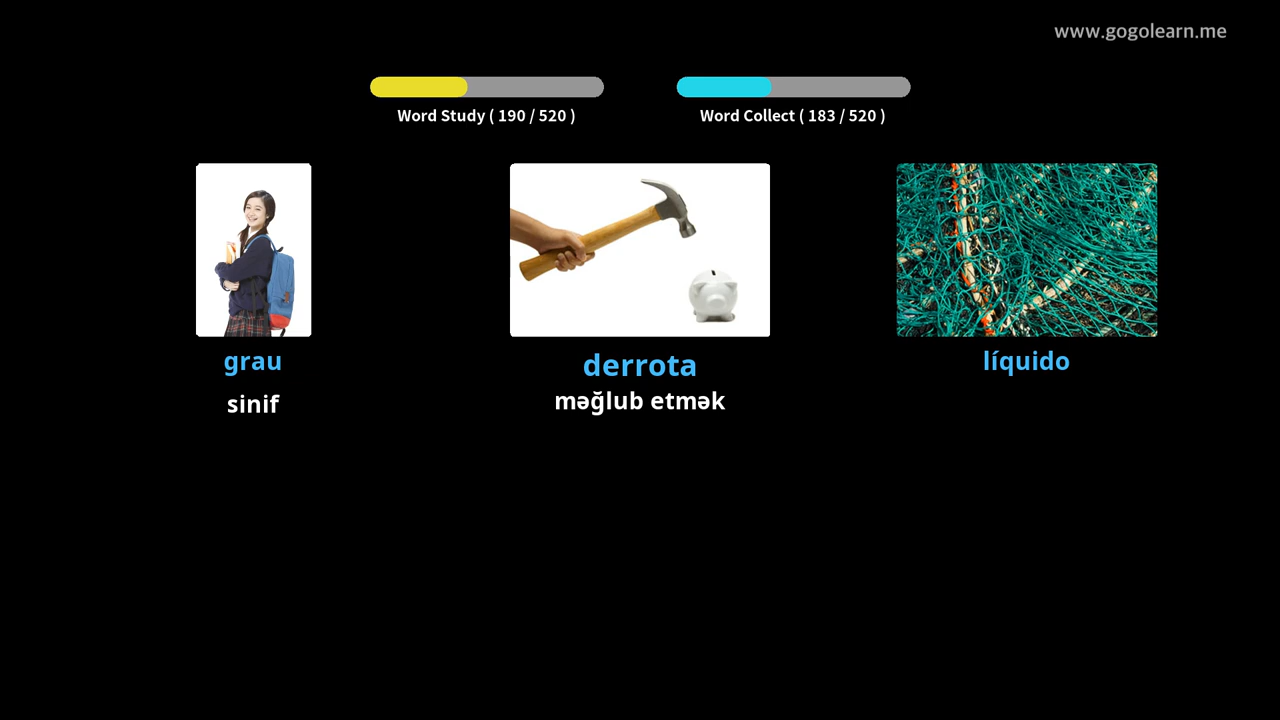 www.gogolearn.me
Word Study ( 190 / 520 )
Word Collect ( 183 / 520 )
grau
derrota
líquido
sinif
məğlub etmək